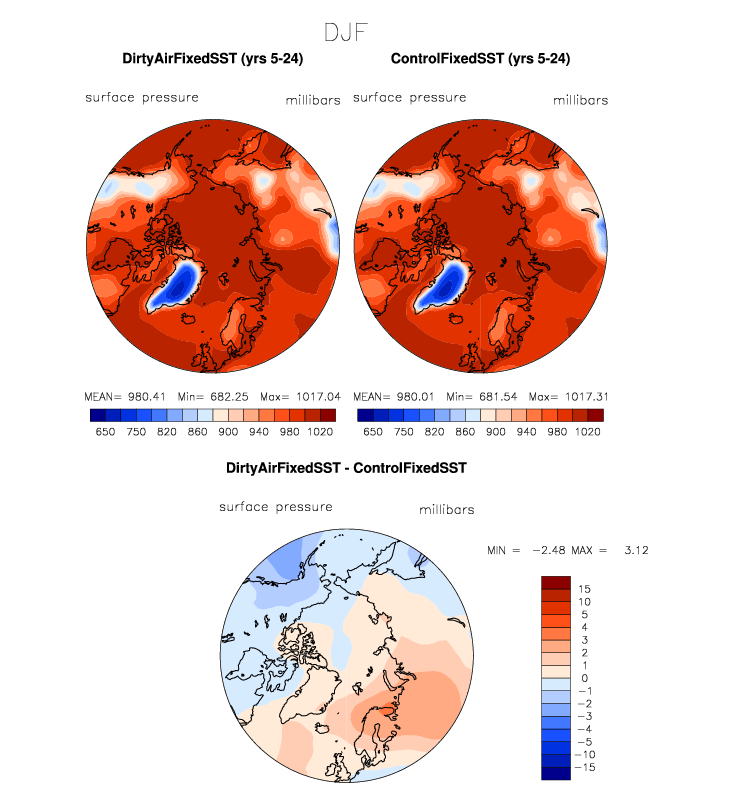 DJF
DirtyAirFixedSST (yrs 5-24) ControlFixedSST (yrs 5-24)
surface pressure millibars surface pressure millibars
MEAN= 980.41 Min= 682.25 Max= 1017.04 MEAN= 980.01 Min= 681.54 Max= 1017.31
650 750 820 860 900 940 980 1020 650 750 820 860 900 940 980 1020
DirtyAirFixedSST - ControlFixedSST
surface pressure millibars
MIN = -2.48 MAX = 3.12
15
10
5
4
3
2
1
0
-1
-2
-3
-4
-5
-10
-15